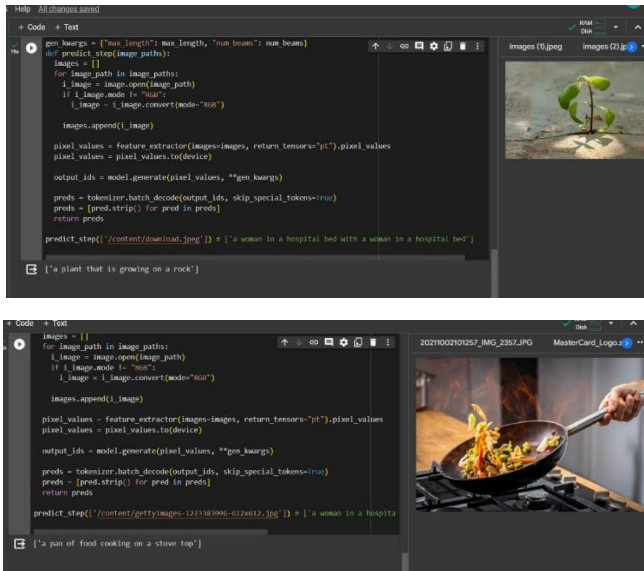 Help All changes saved
+ Code + Text
RAM
Disk
gen_kwargs = {"max_length": max_length, "num_beams": num_beams}
def predict_step(image_paths):
images = []
for image_path in image_paths:
i_image = Image.open(image_path)
if i_image.mode != "RGB":
i_image = i_image.convert(mode="RGB")
images.append(i_image)
pixel_values = feature_extractor(images=images, return_tensors="pt").pixel_values
pixel_values = pixel_values.to(device)
output_ids = model.generate(pixel_values, **gen_kwargs)
preds = tokenizer.batch_decode(output_ids, skip_special_tokens=True)
preds = [pred.strip() for pred in preds]
return preds
predict_step(['/content/download.jpeg']) # ['a woman in a hospital bed with a woman in a hospital bed']
['a plant that is growing on a rock']
images (1).jpeg images (2).jp
+ Code + Text
Disk
images = []
for image_path in image_paths:
i_image = Image.open(image_path)
if i_image.mode != "RGB":
i_image = i_image.convert(mode="RGB")
images.append(i_image)
pixel_values = feature_extractor(images=images, return_tensors="pt").pixel_values
pixel_values = pixel_values.to(device)
output_ids = model.generate(pixel_values, **gen_kwargs)
preds = tokenizer.batch_decode(output_ids, skip_special_tokens=True)
preds = [pred.strip() for pred in preds]
return preds
predict_step(['/content/gettyimages-1223383996-612x612.jpg']) # ['a woman in a hospita
['a pan of food cooking on a stove top']
20211002101257_IMG_2357.JPG MasterCard_Logo.s